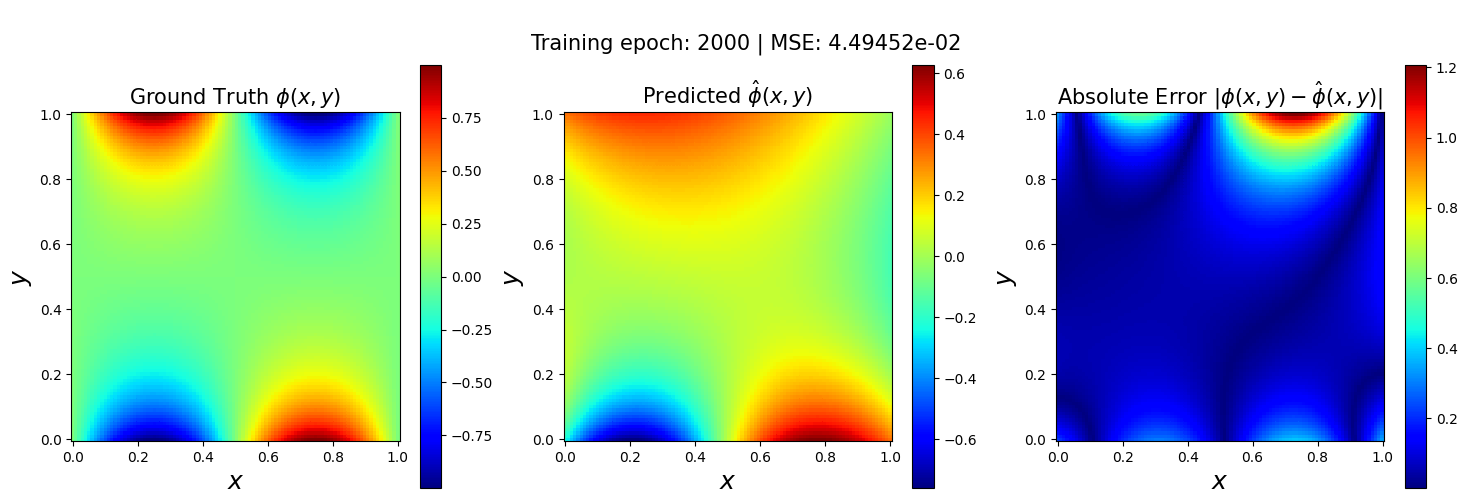 Training epoch: 2000 | MSE: 4.49452e-02
Ground Truth ϕ(x, y)
1.0
0.8
0.6
0.4
0.2
0.0
y
0.0 0.2 0.4 0.6 0.8 1.0
x
0.75
0.50
0.25
0.00
−0.25
−0.50
−0.75
Predicted ϕ̂(x, y)
1.0
0.8
0.6
0.4
0.2
0.0
y
0.0 0.2 0.4 0.6 0.8 1.0
x
0.6
0.4
0.2
0.0
−0.2
−0.4
−0.6
Absolute Error |ϕ(x, y) − ϕ̂(x, y)|
1.0
0.8
0.6
0.4
0.2
0.0
y
0.0 0.2 0.4 0.6 0.8 1.0
x
1.2
1.0
0.8
0.6
0.4
0.2